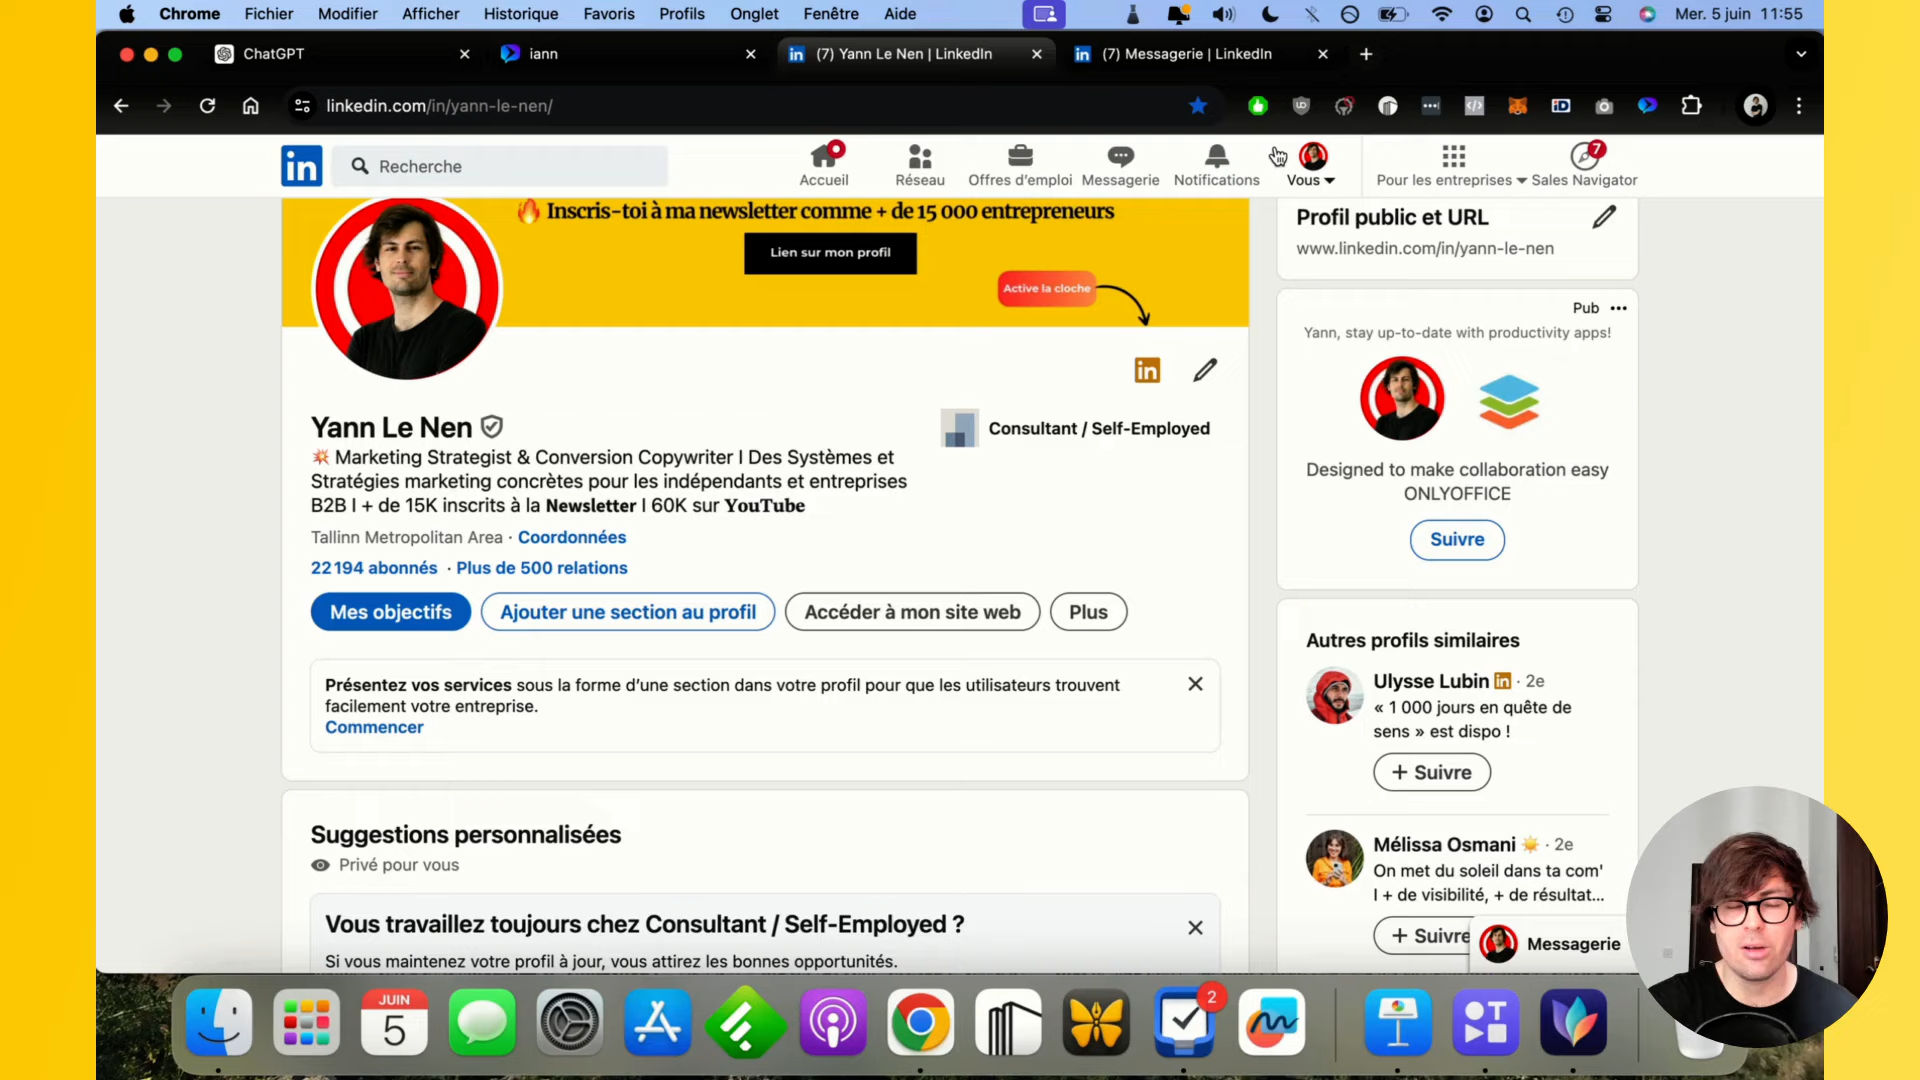 Chrome Fichier Modifier Afficher Historique Favoris Profils Onglet Fenêtre Aide Mer. 5 juin 11:55
ChatGPT iann (7) Yann Le Nen | LinkedIn (7) Messagerie | LinkedIn
linkedin.com/in/yann-le-nen/
in Recherche
Accueil Réseau Offres d'emploi Messagerie Notifications Vous Pour les entreprises Sales Navigator
7
🔥 Inscris-toi à ma newsletter comme + de 15 000 entrepreneurs
Lien sur mon profil
Active la cloche
Yann Le Nen
Consultant / Self-Employed
💥 Marketing Strategist & Conversion Copywriter I Des Systèmes et
Stratégies marketing concrètes pour les indépendants et entreprises
B2B I + de 15K inscrits à la Newsletter I 60K sur YouTube
Tallinn Metropolitan Area · Coordonnées
22 194 abonnés · Plus de 500 relations
Mes objectifs Ajouter une section au profil Accéder à mon site web Plus
Présentez vos services sous la forme d'une section dans votre profil pour que les utilisateurs trouvent
facilement votre entreprise.
Commencer
Suggestions personnalisées
Privé pour vous
Vous travaillez toujours chez Consultant / Self-Employed ?
Si vous maintenez votre profil à jour, vous attirez les bonnes opportunités.
Profil public et URL
www.linkedin.com/in/yann-le-nen
Pub
Yann, stay up-to-date with productivity apps!
Designed to make collaboration easy
ONLYOFFICE
Suivre
Autres profils similaires
Ulysse Lubin in · 2e
« 1 000 jours en quête de
sens » est dispo !
+ Suivre
Mélissa Osmani ☀️ · 2e
On met du soleil dans ta com'
I + de visibilité, + de résultat...
+ Suivre
Messagerie
JUIN
5
2